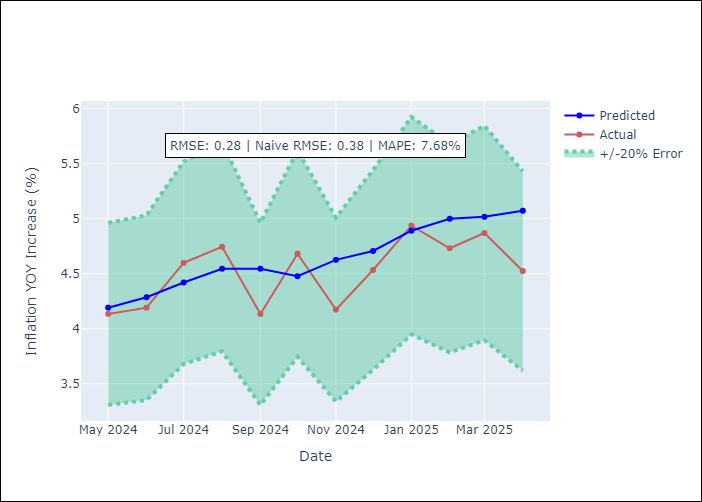 RMSE: 0.28 | Naive RMSE: 0.38 | MAPE: 7.68%
Predicted
Actual
+/-20% Error
6
5.5
5
4.5
4
3.5
Inflation YOY Increase (%)
May 2024
Jul 2024
Sep 2024
Nov 2024
Jan 2025
Mar 2025
Date